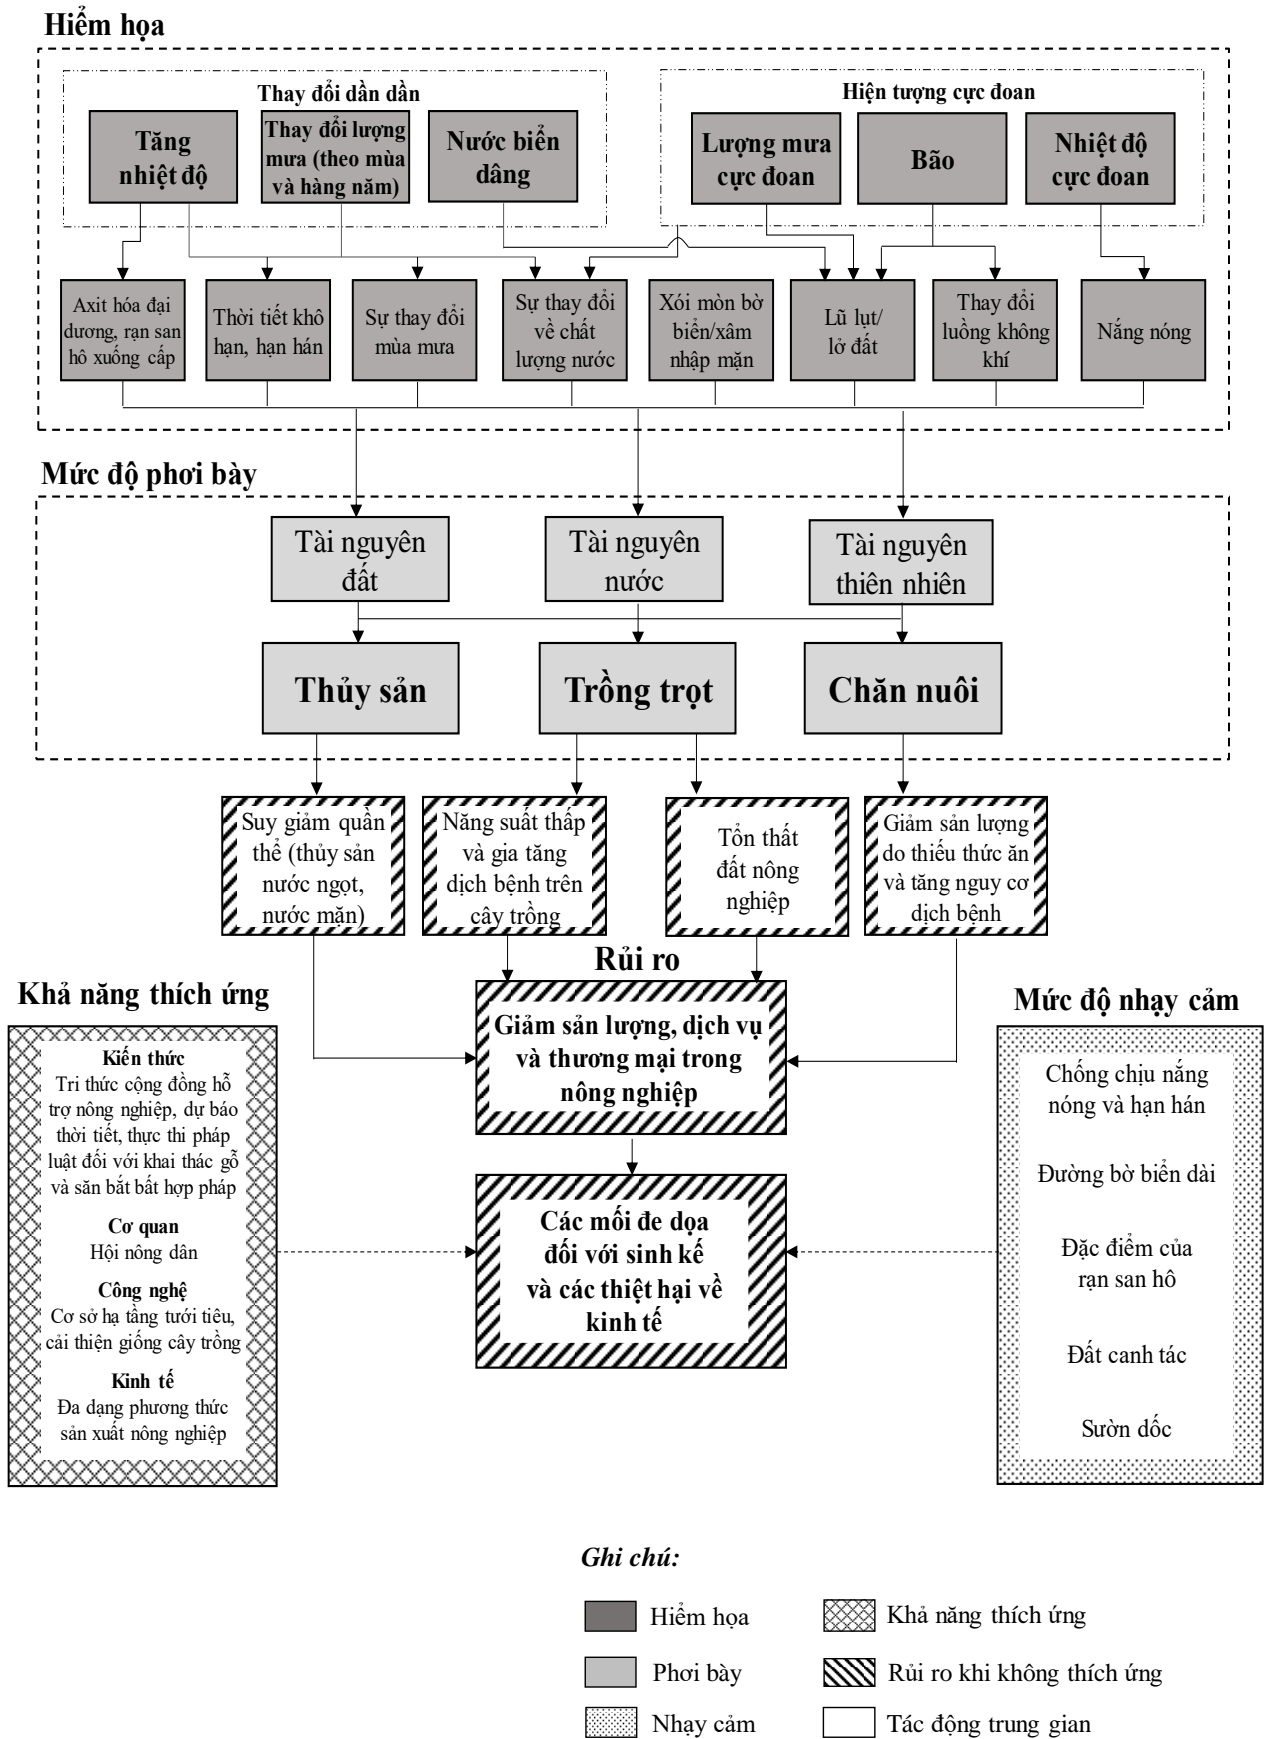 Hiểm họa
Thay đổi dần dần
Hiện tượng cực đoan
Tăng
nhiệt độ
Thay đổi lượng
mưa (theo mùa
và hàng năm)
Nước biển
dâng
Lượng mưa
cực đoan
Bão
Nhiệt độ
cực đoan
Axit hóa đại
dương, rạn san
hô xuống cấp
Thời tiết khô
hạn, hạn hán
Sự thay đổi
mùa mưa
Sự thay đổi
về chất
lượng nước
Xói mòn bờ
biển/xâm
nhập mặn
Lũ lụt/
lở đất
Thay đổi
luồng không
khí
Nắng nóng
Mức độ phơi bày
Tài nguyên
đất
Tài nguyên
nước
Tài nguyên
thiên nhiên
Thủy sản
Trồng trọt
Chăn nuôi
Suy giảm quần
thể (thủy sản
nước ngọt,
nước mặn)
Năng suất thấp
và gia tăng
dịch bệnh trên
cây trồng
Tổn thất
đất nông
nghiệp
Giảm sản lượng
do thiếu thức ăn
và tăng nguy cơ
dịch bệnh
Rủi ro
Giảm sản lượng, dịch vụ
và thương mại trong
nông nghiệp
Các mối đe dọa
đối với sinh kế
và các thiệt hại về
kinh tế
Khả năng thích ứng
Kiến thức
Tri thức cộng đồng hỗ
trợ nông nghiệp, dự báo
thời tiết, thực thi pháp
luật đối với khai thác gỗ
và săn bắt bất hợp pháp
Cơ quan
Hội nông dân
Công nghệ
Cơ sở hạ tầng tưới tiêu,
cải thiện giống cây trồng
Kinh tế
Đa dạng phương thức
sản xuất nông nghiệp
Mức độ nhạy cảm
Chống chịu nắng
nóng và hạn hán
Đường bờ biển dài
Đặc điểm của
rạn san hô
Đất canh tác
Sườn dốc
Ghi chú:
Hiểm họa
Khả năng thích ứng
Phơi bày
Rủi ro khi không thích ứng
Nhạy cảm
Tác động trung gian